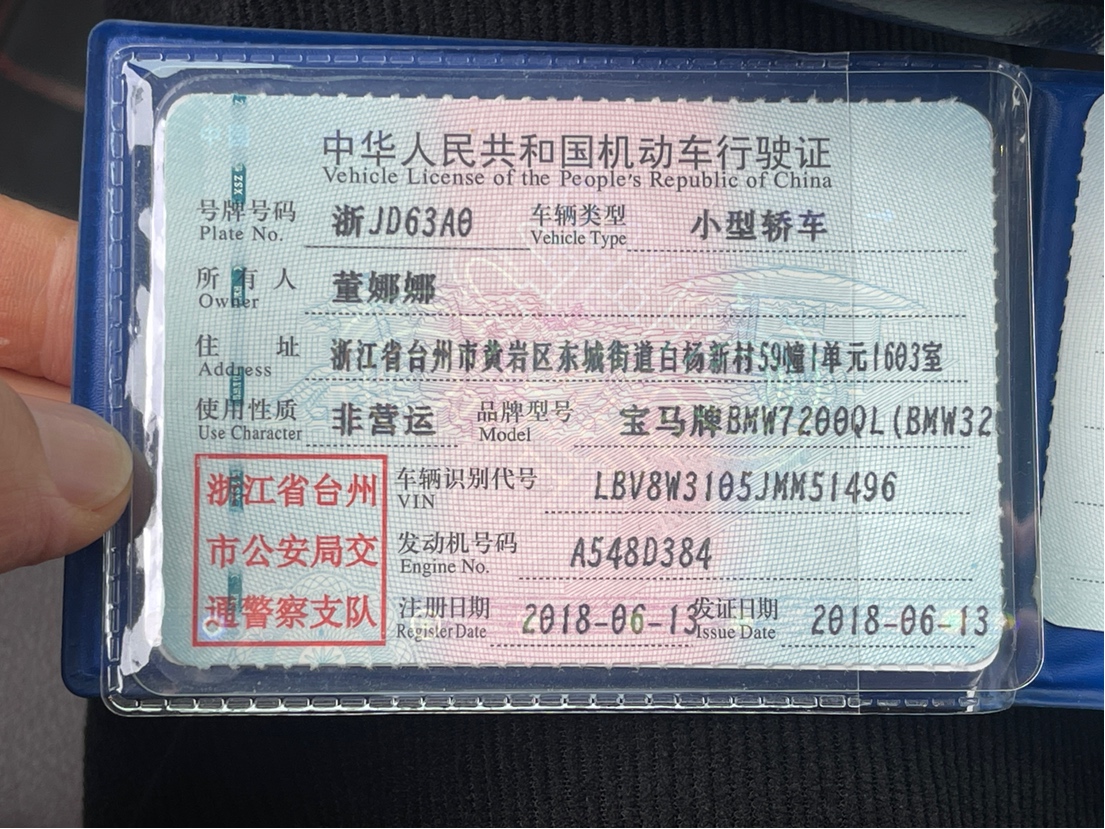 中华人民共和国机动车行驶证
Vehicle License of the People's Republic of China
号牌号码 浙JD63A0 车辆类型 小型轿车
Plate No. Vehicle Type
所有人 董娜娜
Owner
住址 浙江省台州市黄岩区东城街道白杨新村59幢1单元1603室
Address
使用性质 非营运 品牌型号 宝马牌BMW7200QL(BMW32
Use Character Model
浙江省台州 车辆识别代号 LBV8W3105JMM51496
VIN
市公安局交 发动机号码 A548D384
Engine No.
通警察支队 注册日期 2018-06-13 发证日期 2018-06-13
Register Date Issue Date